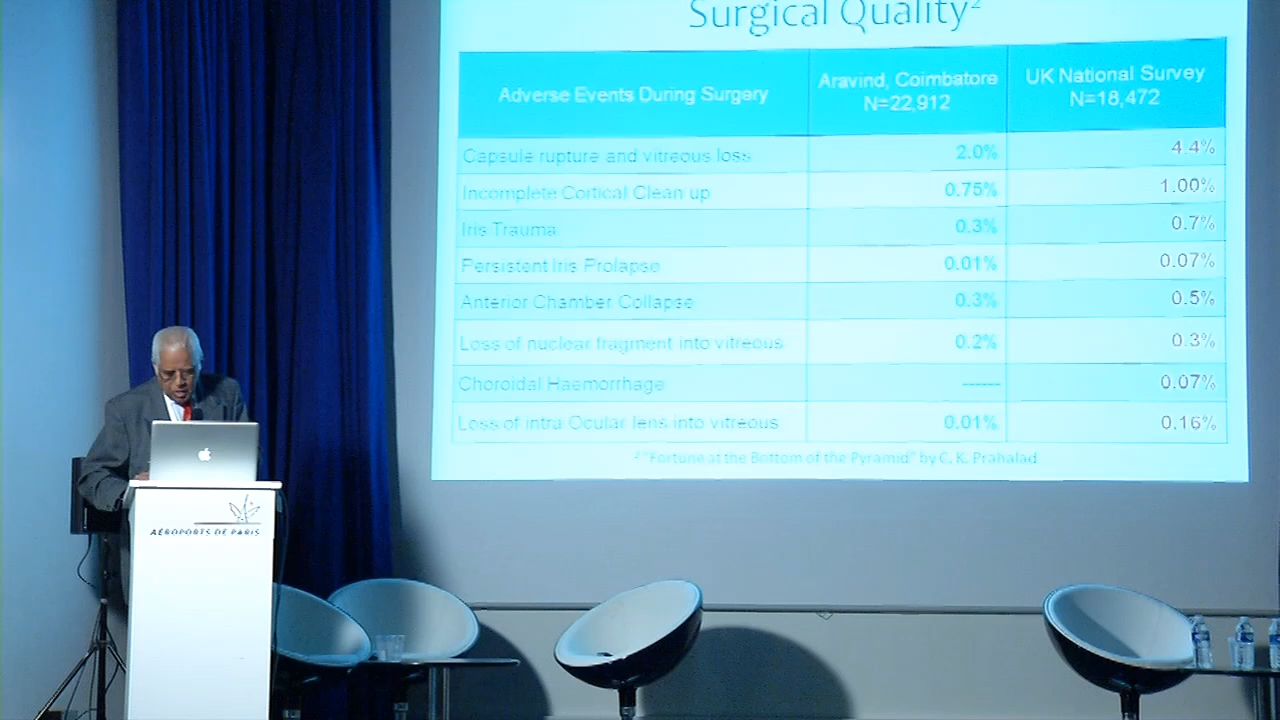 Surgical Quality²
Adverse Events During Surgery Aravind, Coimbatore N=22,912 UK National Survey N=18,472
Capsule rupture and vitreous loss 2.0% 4.4%
Incomplete Cortical Clean up 0.75% 1.00%
Iris Trauma 0.3% 0.7%
Persistent Iris Prolapse 0.01% 0.07%
Anterior Chamber Collapse 0.3% 0.5%
Loss of nuclear fragment into vitreous 0.2% 0.3%
Choroidal Haemorrhage ----- 0.07%
Loss of intra Ocular lens into vitreous 0.01% 0.16%
² "Fortune at the Bottom of the Pyramid" by C. K. Prahalad
AÉROPORTS DE PARIS